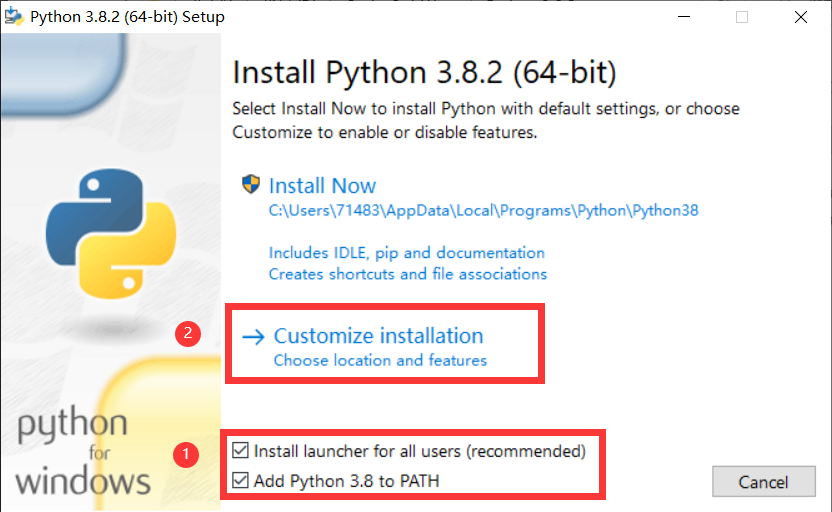 Python 3.8.2 (64-bit) Setup
Install Python 3.8.2 (64-bit)
Select Install Now to install Python with default settings, or choose
Customize to enable or disable features.
Install Now
C:\Users\71483\AppData\Local\Programs\Python\Python38
Includes IDLE, pip and documentation
Creates shortcuts and file associations
2
Customize installation
Choose location and features
python
for
windows
1
Install launcher for all users (recommended)
Add Python 3.8 to PATH
Cancel